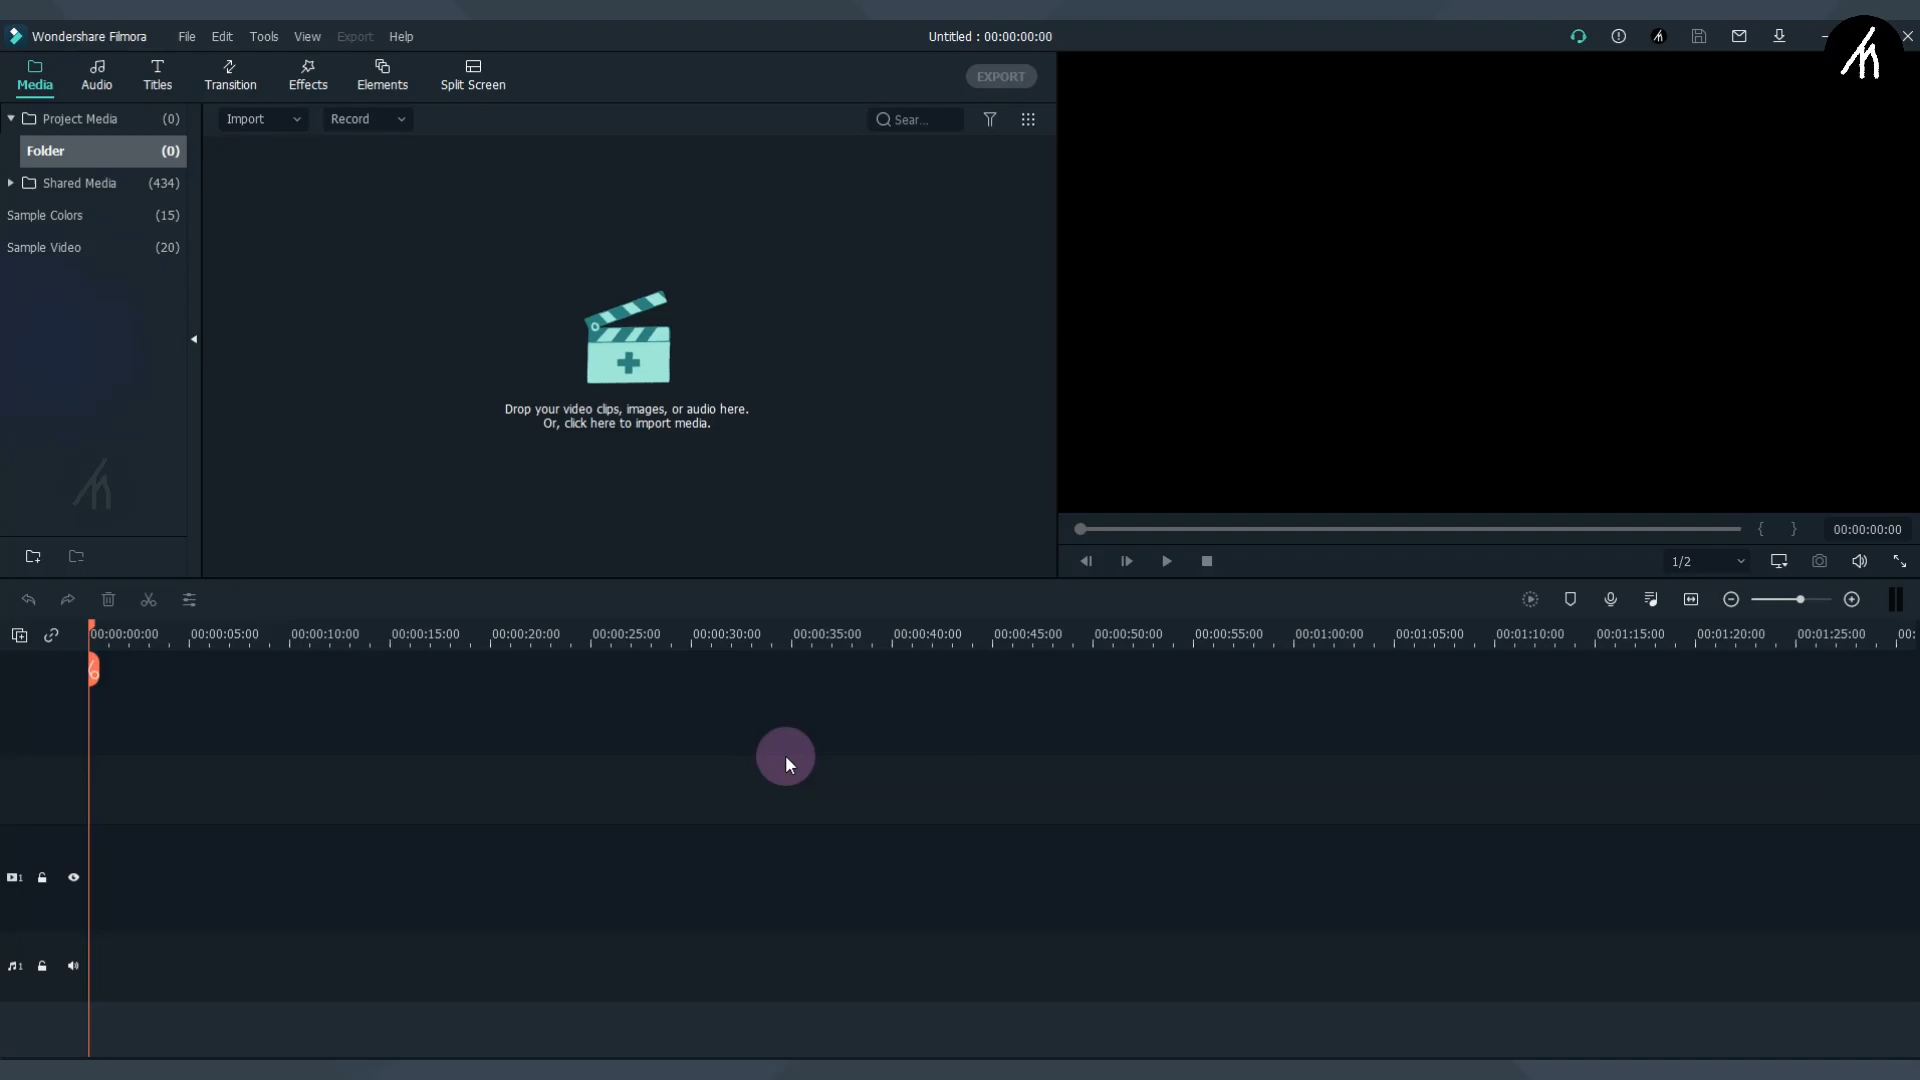 Wondershare Filmora File Edit Tools View Export Help Untitled : 00:00:00:00
Media Audio Titles Transition Effects Elements Split Screen EXPORT
Project Media (0) Import Record Sear...
Folder (0)
Shared Media (434)
Sample Colors (15)
Sample Video (20)
Drop your video clips, images, or audio here.
Or, click here to import media.
{ } 00:00:00:00
1/2
00:00:00:00 00:00:05:00 00:00:10:00 00:00:15:00 00:00:20:00 00:00:25:00 00:00:30:00 00:00:35:00 00:00:40:00 00:00:45:00 00:00:50:00 00:00:55:00 00:01:00:00 00:01:05:00 00:01:10:00 00:01:15:00 00:01:20:00 00:01:25:00 00:
1
1